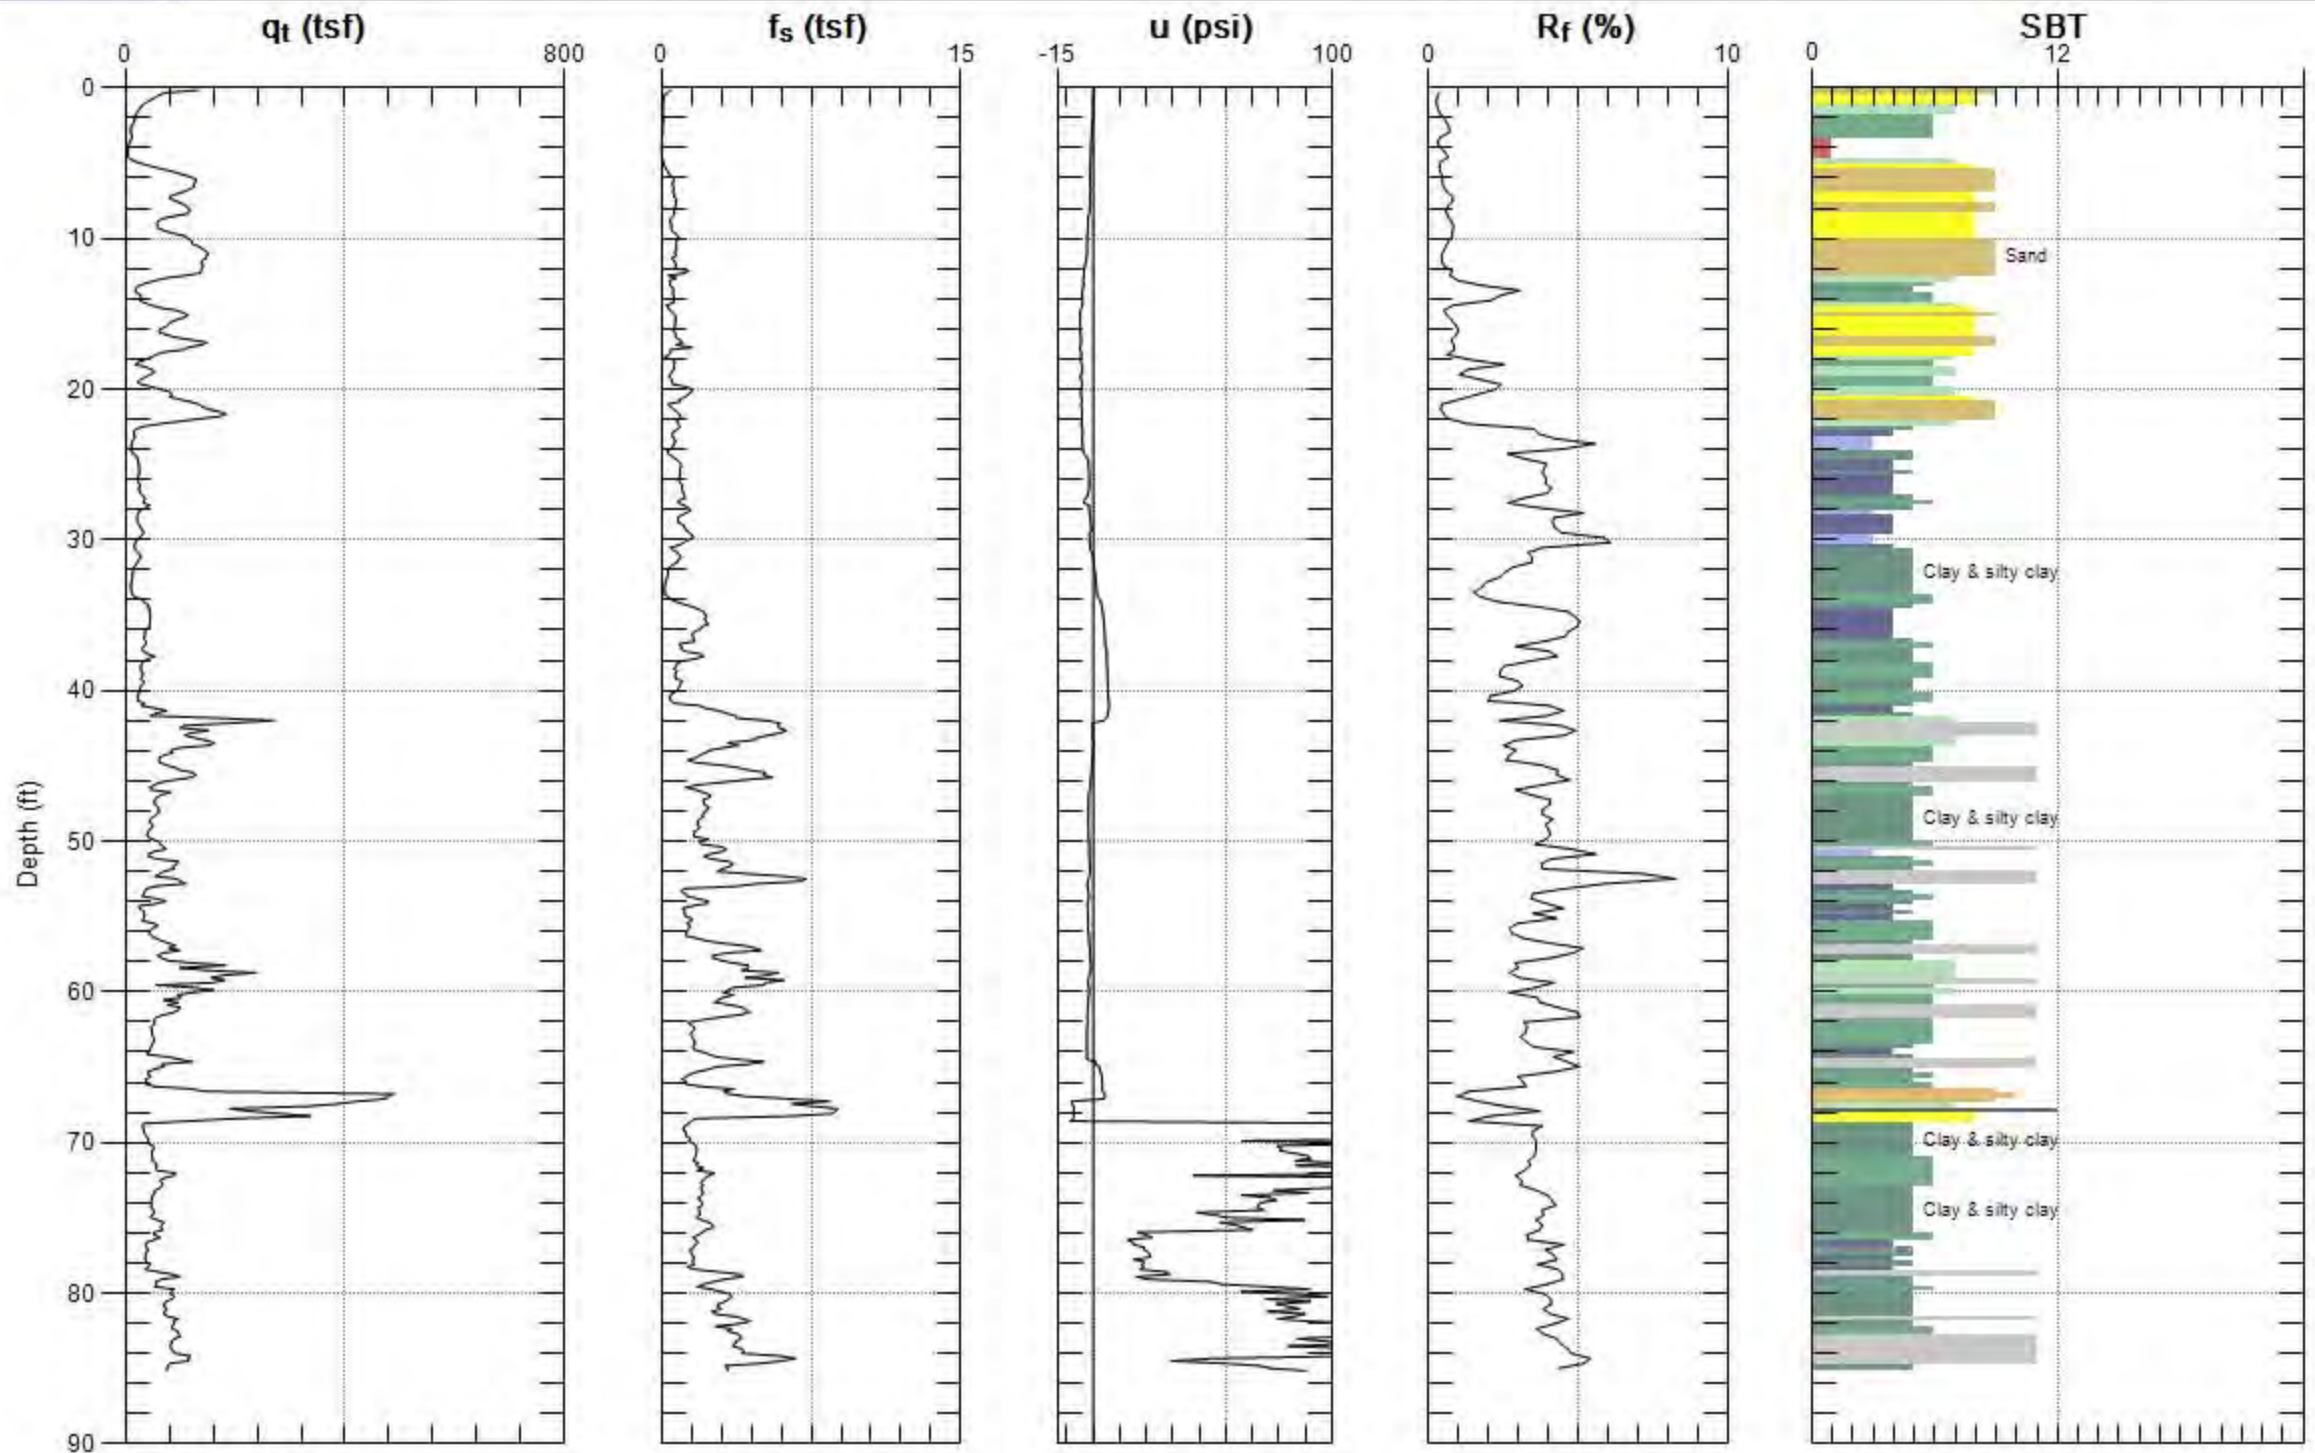 qt (tsf) fs (tsf) u (psi) Rf (%) SBT
0 800 0 15 -15 100 0 10 0 12
0
10
Sand
20
30
Clay & silty clay
40
Clay & silty clay
Depth (ft)
50
60
70
Clay & silty clay
Clay & silty clay
80
90